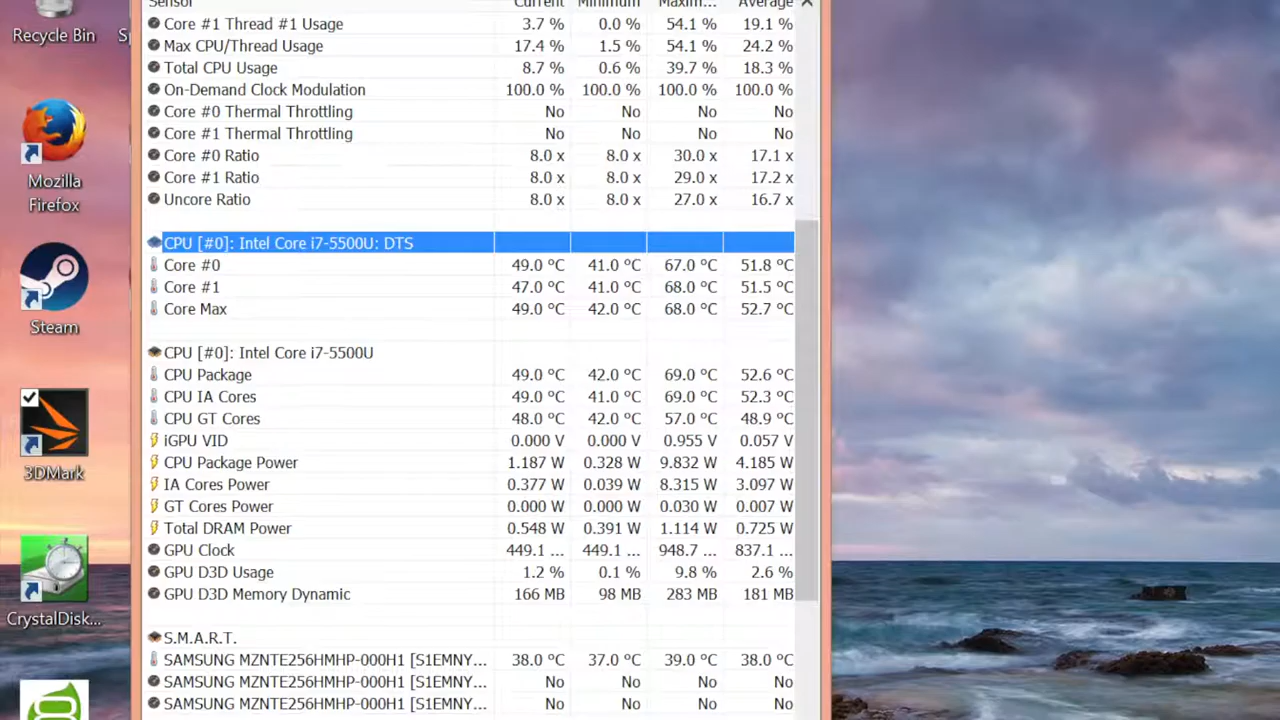 Sensor Current Minimum Maxim... Average
Recycle Bin
Core #1 Thread #1 Usage 3.7 % 0.0 % 54.1 % 19.1 %
Max CPU/Thread Usage 17.4 % 1.5 % 54.1 % 24.2 %
Total CPU Usage 8.7 % 0.6 % 39.7 % 18.3 %
On-Demand Clock Modulation 100.0 % 100.0 % 100.0 % 100.0 %
Core #0 Thermal Throttling No No No No
Core #1 Thermal Throttling No No No No
Core #0 Ratio 8.0 x 8.0 x 30.0 x 17.1 x
Core #1 Ratio 8.0 x 8.0 x 29.0 x 17.2 x
Uncore Ratio 8.0 x 8.0 x 27.0 x 16.7 x
Mozilla
Firefox
CPU [#0]: Intel Core i7-5500U: DTS
Core #0 49.0 °C 41.0 °C 67.0 °C 51.8 °C
Core #1 47.0 °C 41.0 °C 68.0 °C 51.5 °C
Core Max 49.0 °C 42.0 °C 68.0 °C 52.7 °C
Steam
CPU [#0]: Intel Core i7-5500U
CPU Package 49.0 °C 42.0 °C 69.0 °C 52.6 °C
CPU IA Cores 49.0 °C 41.0 °C 69.0 °C 52.3 °C
CPU GT Cores 48.0 °C 42.0 °C 57.0 °C 48.9 °C
iGPU VID 0.000 V 0.000 V 0.955 V 0.057 V
CPU Package Power 1.187 W 0.328 W 9.832 W 4.185 W
3DMark
IA Cores Power 0.377 W 0.039 W 8.315 W 3.097 W
GT Cores Power 0.000 W 0.000 W 0.030 W 0.007 W
Total DRAM Power 0.548 W 0.391 W 1.114 W 0.725 W
GPU Clock 449.1 ... 449.1 ... 948.7 ... 837.1 ...
GPU D3D Usage 1.2 % 0.1 % 9.8 % 2.6 %
GPU D3D Memory Dynamic 166 MB 98 MB 283 MB 181 MB
CrystalDisk...
S.M.A.R.T.
SAMSUNG MZNTE256HMHP-000H1 [S1EMNY... 38.0 °C 37.0 °C 39.0 °C 38.0 °C
SAMSUNG MZNTE256HMHP-000H1 [S1EMNY... No No No No
SAMSUNG MZNTE256HMHP-000H1 [S1EMNY... No No No No